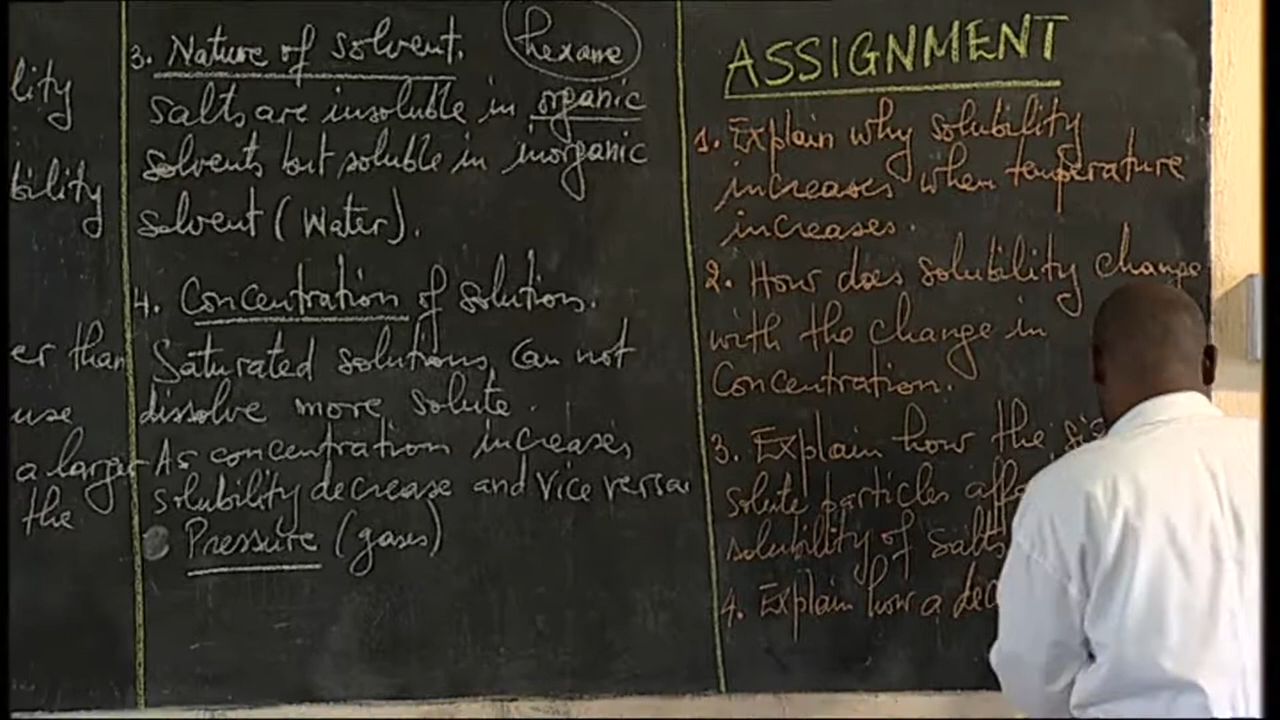 lity
bility
er than
use
a larger
the
3. Nature of solvent. hexane
Salts are insoluble in organic
solvents but soluble in inorganic
solvent (Water).
4. Concentration of solution.
Saturated solutions can not
dissolve more solute.
As concentration increases
solubility decrease and vice versa
Pressure (gases)
ASSIGNMENT
1. Explain why solubility
increases when temperature
increases.
2. How does solubility change
with the change in
Concentration.
3. Explain how the
solute particles
solubility of salts
4. Explain how a